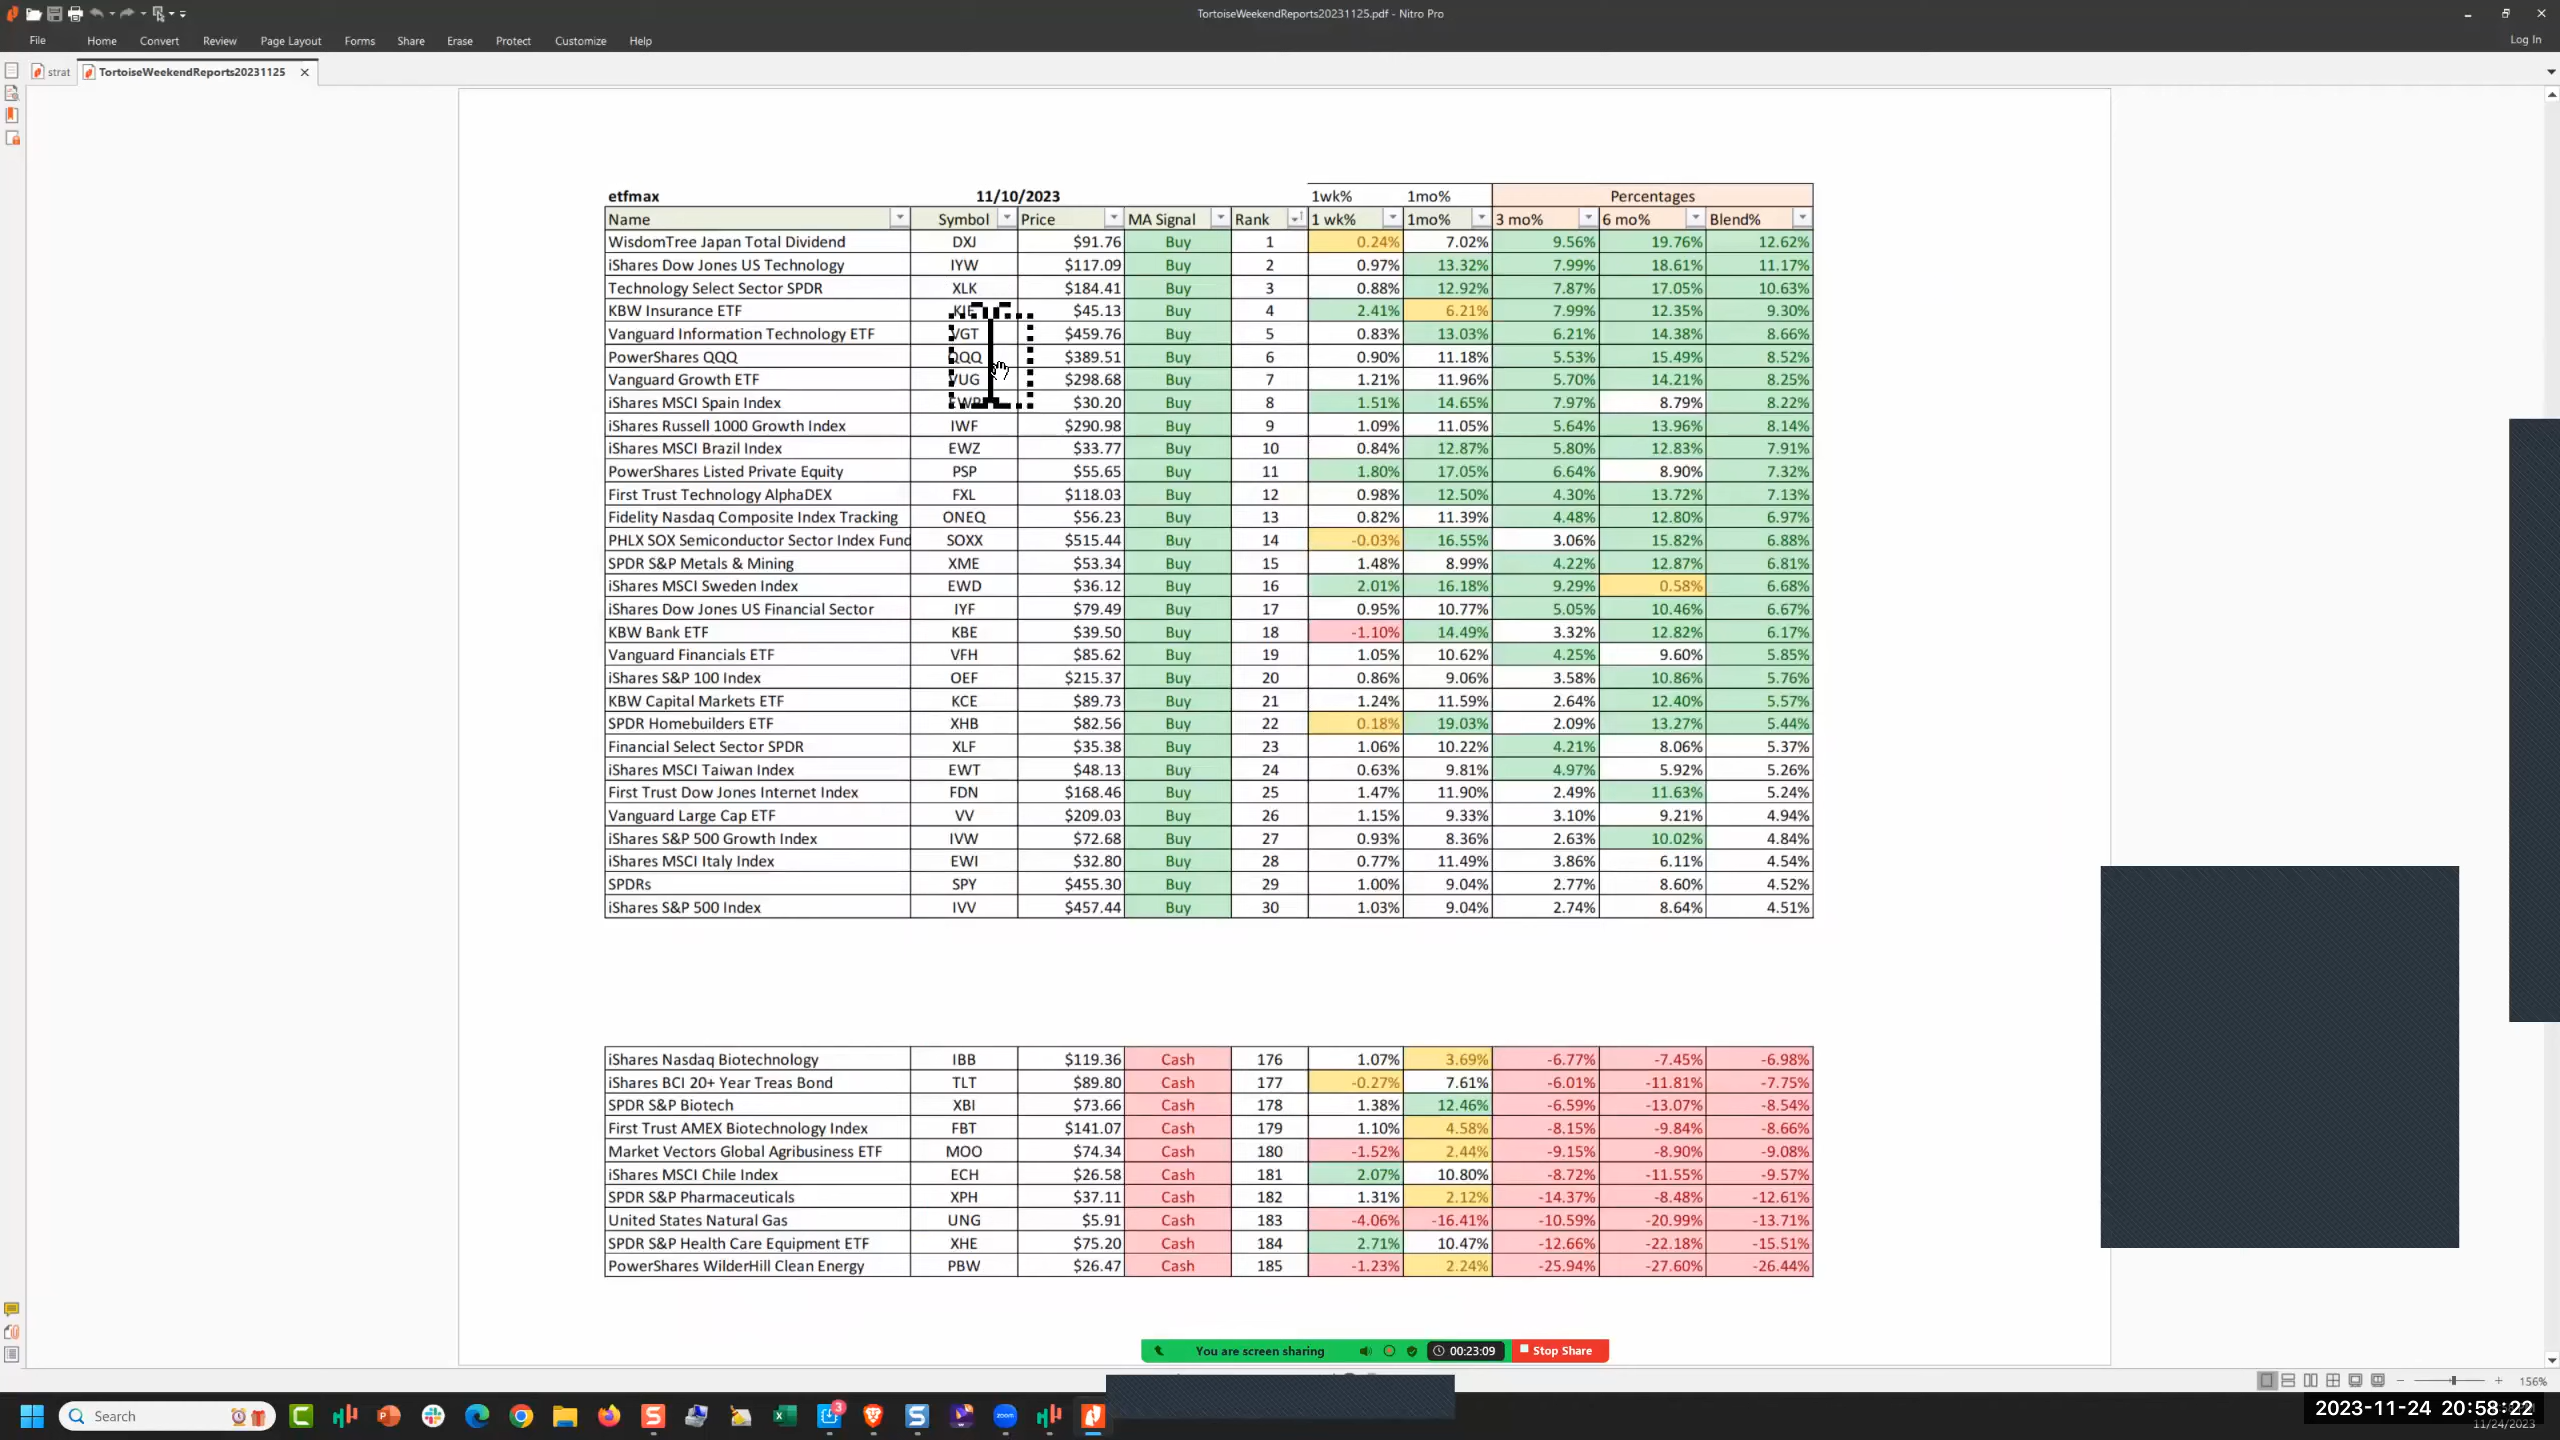 TortoiseWeekendReports20231125.pdf - Nitro Pro
File Home Convert Review Page Layout Forms Share Erase Protect Customize Help Log In
strat TortoiseWeekendReports20231125
etfmax 11/10/2023 1wk% 1mo% Percentages
Name Symbol Price MA Signal Rank 1 wk% 1mo% 3 mo% 6 mo% Blend%
WisdomTree Japan Total Dividend DXJ $91.76 Buy 1 0.24% 7.02% 9.56% 19.76% 12.62%
iShares Dow Jones US Technology IYW $117.09 Buy 2 0.97% 13.32% 7.99% 18.61% 11.17%
Technology Select Sector SPDR XLK $184.41 Buy 3 0.88% 12.92% 7.87% 17.05% 10.63%
KBW Insurance ETF KIE $45.13 Buy 4 2.41% 6.21% 7.99% 12.35% 9.30%
Vanguard Information Technology ETF VGT $459.76 Buy 5 0.83% 13.03% 6.21% 14.38% 8.66%
PowerShares QQQ QQQ $389.51 Buy 6 0.90% 11.18% 5.53% 15.49% 8.52%
Vanguard Growth ETF VUG $298.68 Buy 7 1.21% 11.96% 5.70% 14.21% 8.25%
iShares MSCI Spain Index EWP $30.20 Buy 8 1.51% 14.65% 7.97% 8.79% 8.22%
iShares Russell 1000 Growth Index IWF $290.98 Buy 9 1.09% 11.05% 5.64% 13.96% 8.14%
iShares MSCI Brazil Index EWZ $33.77 Buy 10 0.84% 12.87% 5.80% 12.83% 7.91%
PowerShares Listed Private Equity PSP $55.65 Buy 11 1.80% 17.05% 6.64% 8.90% 7.32%
First Trust Technology AlphaDEX FXL $118.03 Buy 12 0.98% 12.50% 4.30% 13.72% 7.13%
Fidelity Nasdaq Composite Index Tracking ONEQ $56.23 Buy 13 0.82% 11.39% 4.48% 12.80% 6.97%
PHLX SOX Semiconductor Sector Index Fund SOXX $515.44 Buy 14 -0.03% 16.55% 3.06% 15.82% 6.88%
SPDR S&P Metals & Mining XME $53.34 Buy 15 1.48% 8.99% 4.22% 12.87% 6.81%
iShares MSCI Sweden Index EWD $36.12 Buy 16 2.01% 16.18% 9.29% 0.58% 6.68%
iShares Dow Jones US Financial Sector IYF $79.49 Buy 17 0.95% 10.77% 5.05% 10.46% 6.67%
KBW Bank ETF KBE $39.50 Buy 18 -1.10% 14.49% 3.32% 12.82% 6.17%
Vanguard Financials ETF VFH $85.62 Buy 19 1.05% 10.62% 4.25% 9.60% 5.85%
iShares S&P 100 Index OEF $215.37 Buy 20 0.86% 9.06% 3.58% 10.86% 5.76%
KBW Capital Markets ETF KCE $89.73 Buy 21 1.24% 11.59% 2.64% 12.40% 5.57%
SPDR Homebuilders ETF XHB $82.56 Buy 22 0.18% 19.03% 2.09% 13.27% 5.44%
Financial Select Sector SPDR XLF $35.38 Buy 23 1.06% 10.22% 4.21% 8.06% 5.37%
iShares MSCI Taiwan Index EWT $48.13 Buy 24 0.63% 9.81% 4.97% 5.92% 5.26%
First Trust Dow Jones Internet Index FDN $168.46 Buy 25 1.47% 11.90% 2.49% 11.63% 5.24%
Vanguard Large Cap ETF VV $209.03 Buy 26 1.15% 9.33% 3.10% 9.21% 4.94%
iShares S&P 500 Growth Index IVW $72.68 Buy 27 0.93% 8.36% 2.63% 10.02% 4.84%
iShares MSCI Italy Index EWI $32.80 Buy 28 0.77% 11.49% 3.86% 6.11% 4.54%
SPDRs SPY $455.30 Buy 29 1.00% 9.04% 2.77% 8.60% 4.52%
iShares S&P 500 Index IVV $457.44 Buy 30 1.03% 9.04% 2.74% 8.64% 4.51%
iShares Nasdaq Biotechnology IBB $119.36 Cash 176 1.07% 3.69% -6.77% -7.45% -6.98%
iShares BCI 20+ Year Treas Bond TLT $89.80 Cash 177 -0.27% 7.61% -6.01% -11.81% -7.75%
SPDR S&P Biotech XBI $73.66 Cash 178 1.38% 12.46% -6.59% -13.07% -8.54%
First Trust AMEX Biotechnology Index FBT $141.07 Cash 179 1.10% 4.58% -8.15% -9.84% -8.66%
Market Vectors Global Agribusiness ETF MOO $74.34 Cash 180 -1.52% 2.44% -9.15% -8.90% -9.08%
iShares MSCI Chile Index ECH $26.58 Cash 181 2.07% 10.80% -8.72% -11.55% -9.57%
SPDR S&P Pharmaceuticals XPH $37.11 Cash 182 1.31% 2.12% -14.37% -8.48% -12.61%
United States Natural Gas UNG $5.91 Cash 183 -4.06% -16.41% -10.59% -20.99% -13.71%
SPDR S&P Health Care Equipment ETF XHE $75.20 Cash 184 2.71% 10.47% -12.66% -22.18% -15.51%
PowerShares WilderHill Clean Energy PBW $26.47 Cash 185 -1.23% 2.24% -25.94% -27.60% -26.44%
You are screen sharing 00:23:09 Stop Share
156%
Search 3 zoom 2023-11-24 20:58:22
11/24/2023